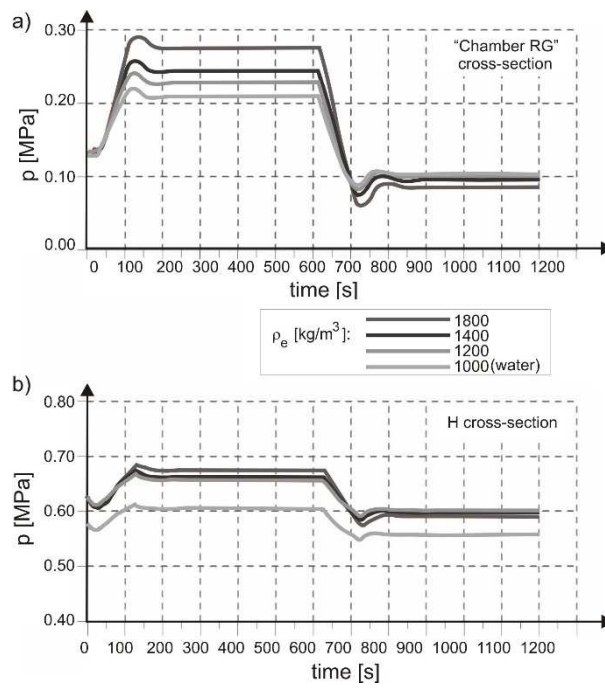 a)
0.30
0.20
0.10
0.00
p [MPa]
"Chamber RG"
cross-section
0 100 200 300 400 500 600 700 800 900 1000 1100 1200
time [s]
ρe [kg/m³]:
1800
1400
1200
1000(water)
b)
0.80
0.70
0.60
0.50
0.40
p [MPa]
H cross-section
0 100 200 300 400 500 600 700 800 900 1000 1100 1200
time [s]